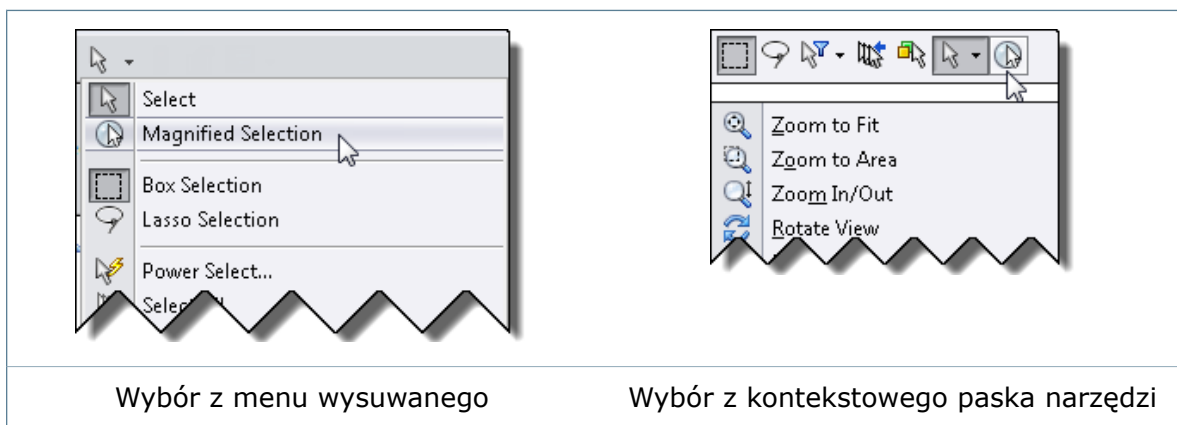 Select
Magnified Selection
Box Selection
Lasso Selection
Power Select...
Zoom to Fit
Zoom to Area
Zoom In/Out
Rotate View
Wybór z menu wysuwanego
Wybór z kontekstowego paska narzędzi